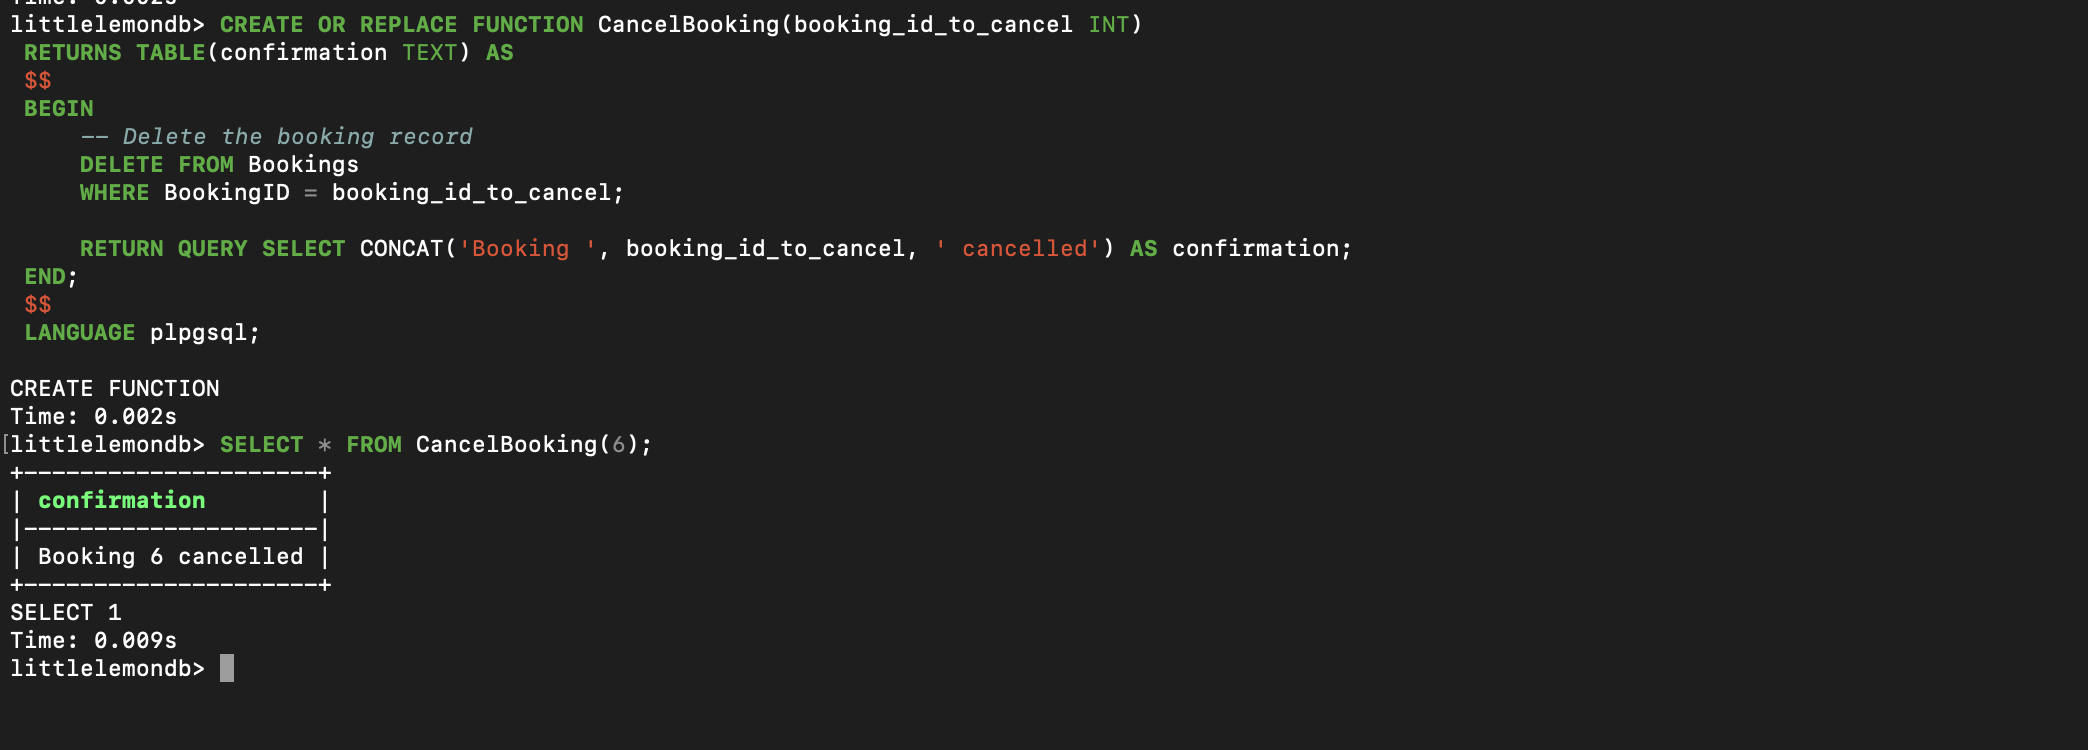 Time: 0.002s
littlelemondb> CREATE OR REPLACE FUNCTION CancelBooking(booking_id_to_cancel INT)
RETURNS TABLE(confirmation TEXT) AS
$$
BEGIN
-- Delete the booking record
DELETE FROM Bookings
WHERE BookingID = booking_id_to_cancel;
RETURN QUERY SELECT CONCAT('Booking ', booking_id_to_cancel, ' cancelled') AS confirmation;
END;
$$
LANGUAGE plpgsql;
CREATE FUNCTION
Time: 0.002s
[littlelemondb> SELECT * FROM CancelBooking(6);
+---------------------+
| confirmation        |
|---------------------|
| Booking 6 cancelled |
+---------------------+
SELECT 1
Time: 0.009s
littlelemondb>